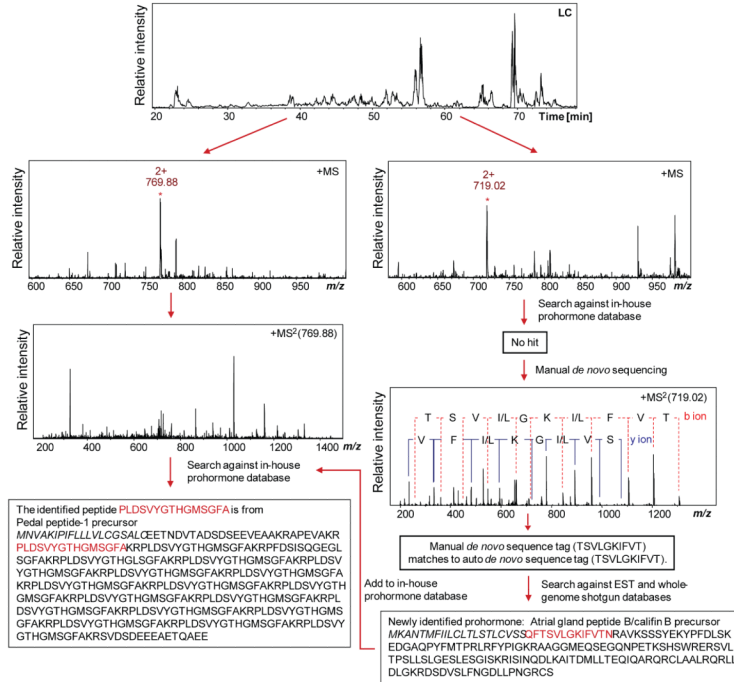 LC
Relative intensity
20 30 40 50 60 70 Time [min]
2+
769.88
*
+MS
Relative intensity
600 650 700 750 800 850 900 950 m/z
2+
719.02
*
+MS
Relative intensity
600 650 700 750 800 850 900 950 m/z
Search against in-house
prohormone database
No hit
Manual de novo sequencing
+MS²(769.88)
Relative intensity
200 400 600 800 1000 1200 1400 m/z
Search against in-house
prohormone database
+MS²(719.02)
T S V I/L G K I/L F V T b ion
V F I/L K G I/L V S y ion
Relative intensity
200 400 600 800 1000 1200 m/z
The identified peptide PLDSVYGTHGMSGFA is from
Pedal peptide-1 precursor
MNVAKIPIFLLLVLCGSALCEETNDVTADSDSEEVEAAKRAPEVAKR
PLDSVYGTHGMSGFAKRPLDSVYGTHGMSGFAKRPFDSISQGEGL
SGFAKRPLDSVYGTHGLSGFAKRPLDSVYGTHGMSGFAKRPLDSV
YGTHGMSGFAKRPLDSVYGTHGMSGFAKRPLDSVYGTHGMSGFA
KRPLDSVYGTHGMSGFAKRPLDSVYGTHGMSGFAKRPLDSVYGTH
GMSGFAKRPLDSVYGTHGMSGFAKRPLDSVYGTHGMSGFAKRPL
DSVYGTHGMSGFAKRPLDSVYGTHGMSGFAKRPLDSVYGTHGMS
GFAKRPLDSVYGTHGMSGFAKRPLDSVYGTHGMSGFAKRPLDSV
YGTHGMSGFAKRSVDSDEEEAETQAEE
Manual de novo sequence tag (TSVLGKIFVT)
matches to auto de novo sequence tag (TSVLGKIFVT).
Add to in-house
prohormone database
Search against EST and whole-
genome shotgun databases
Newly identified prohormone: Atrial gland peptide B/califin B precursor
MKANTMFIILCLTLSTLCVSSQFTSVLGKIFVTNRAVKSSSYEKYPFDLSK
EDGAQPYFMTPRLRFYPIGKRAAGGMEQSEGQNPETKSHSWRERSVL
TPSLLSLGESLESGISKRISINQDLKAITDMLLTEQIQARQRCLAALRQRLL
DLGKRDSDVSLFNGDLLPNGRCS